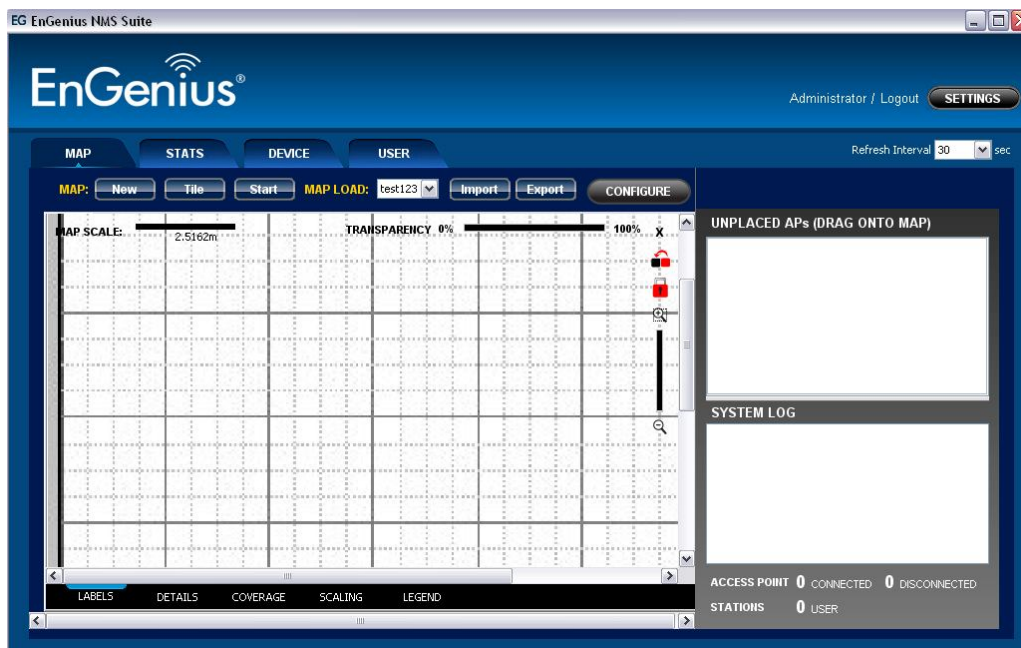 EG EnGenius NMS Suite
EnGenius®
Administrator / Logout SETTINGS
MAP STATS DEVICE USER
Refresh Interval 30 sec
MAP: New Tile Start MAP LOAD: test123 Import Export CONFIGURE
MAP SCALE: 2.5162m
TRANSPARENCY 0% 100% X
UNPLACED APs (DRAG ONTO MAP)
SYSTEM LOG
ACCESS POINT 0 CONNECTED 0 DISCONNECTED
STATIONS 0 USER
LABELS DETAILS COVERAGE SCALING LEGEND